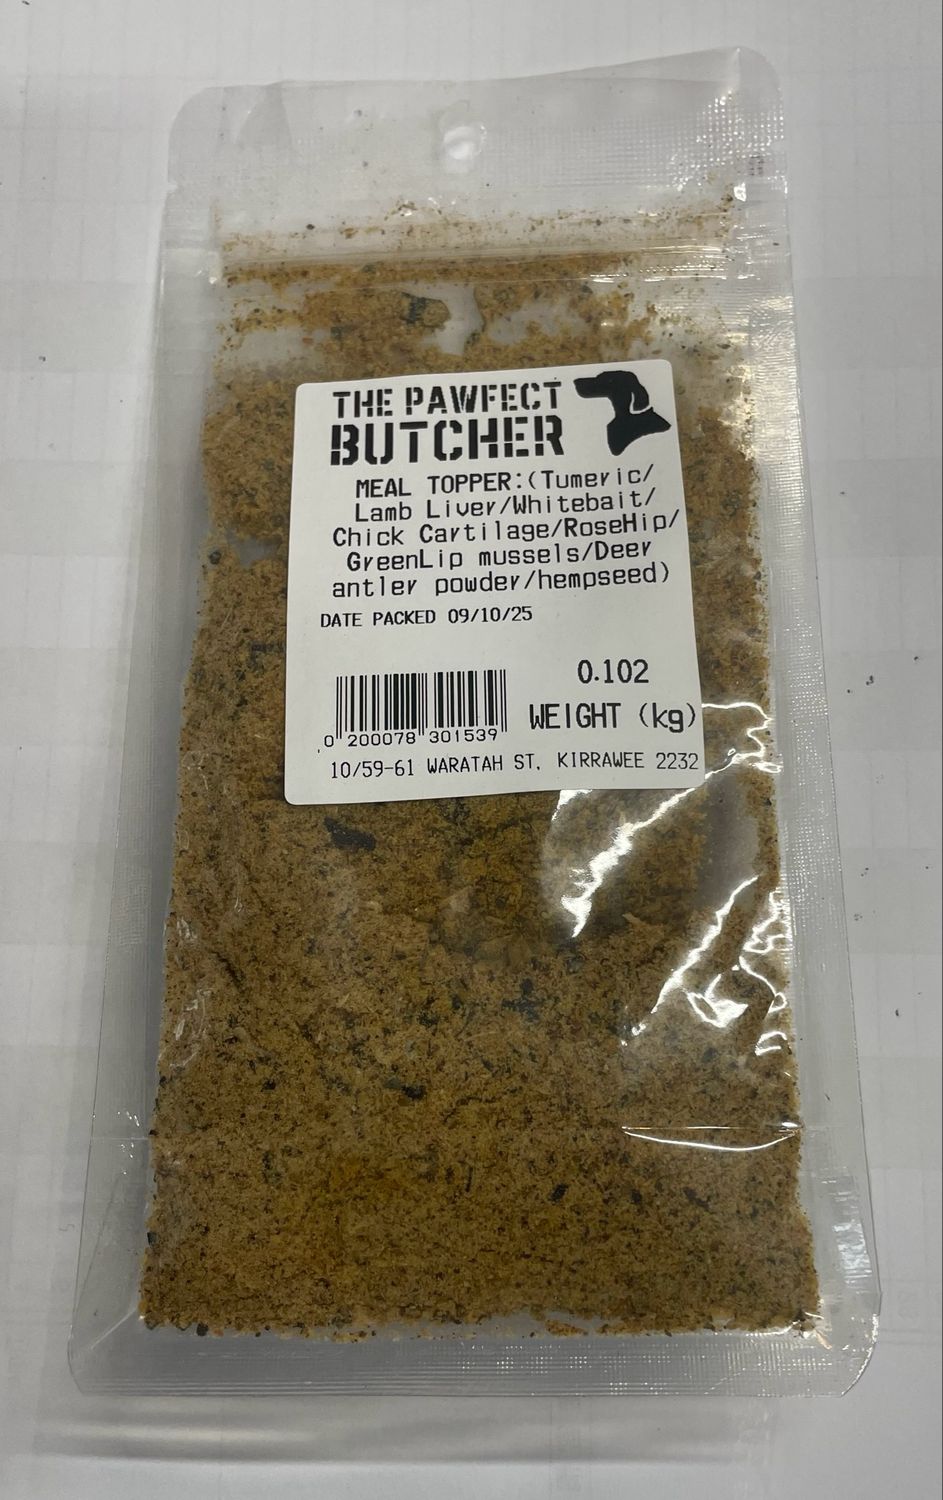 THE PAWFECT
BUTCHER
MEAL TOPPER:(Tumeric/
Lamb Liver/Whitebait/
Chick Cartilage/RoseHip/
GreenLip mussels/Deer
antler powder/hempseed)
DATE PACKED 09/10/25
0.102
WEIGHT (kg)
0 200078 301539
10/59-61 WARATAH ST, KIRRAWEE 2232